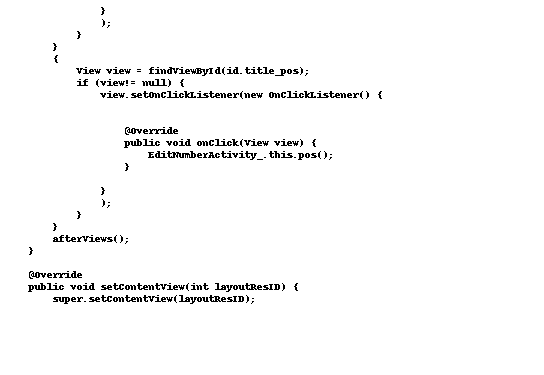 }
);
}
}
{
View view = findViewById(id.title_pos);
if (view!= null) {
view.setOnClickListener(new OnClickListener() {
@Override
public void onClick(View view) {
EditNumberActivity_.this.pos();
}
}
);
}
}
afterViews();
}
@Override
public void setContentView(int layoutResID) {
super.setContentView(layoutResID);